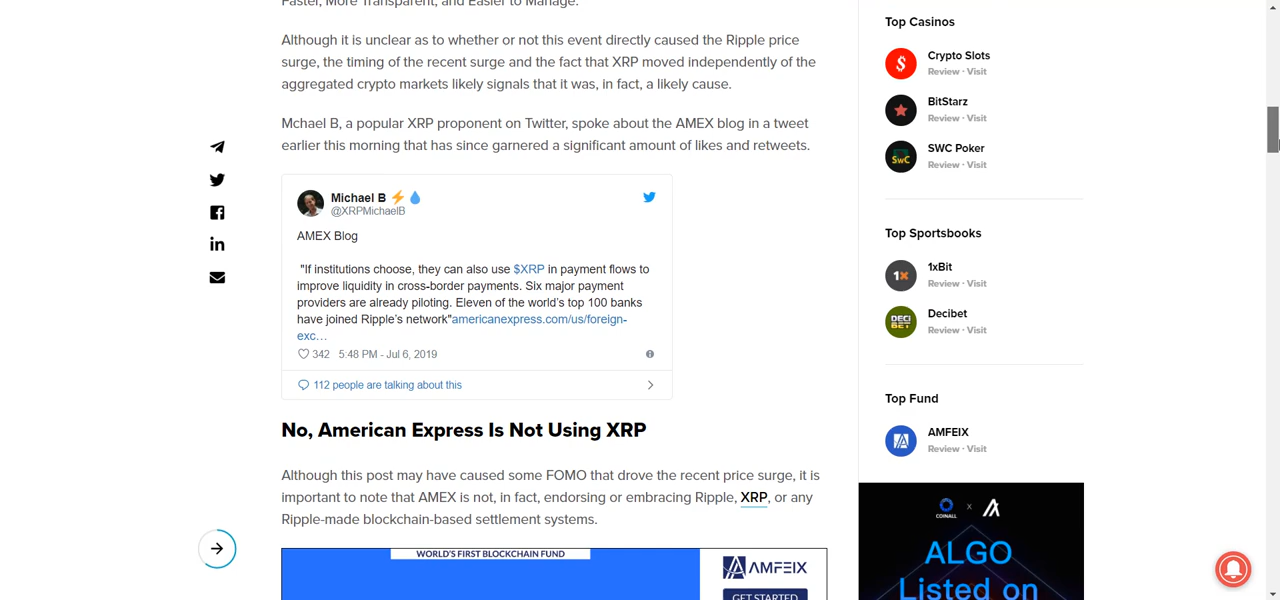 Faster, More Transparent, and Easier to Manage.
Although it is unclear as to whether or not this event directly caused the Ripple price
surge, the timing of the recent surge and the fact that XRP moved independently of the
aggregated crypto markets likely signals that it was, in fact, a likely cause.
Mchael B, a popular XRP proponent on Twitter, spoke about the AMEX blog in a tweet
earlier this morning that has since garnered a significant amount of likes and retweets.
Michael B
@XRPMichaelB
AMEX Blog
"If institutions choose, they can also use $XRP in payment flows to
improve liquidity in cross-border payments. Six major payment
providers are already piloting. Eleven of the world's top 100 banks
have joined Ripple's network"americanexpress.com/us/foreign-
exc…
342 5:48 PM - Jul 6, 2019
112 people are talking about this
No, American Express Is Not Using XRP
Although this post may have caused some FOMO that drove the recent price surge, it is
important to note that AMEX is not, in fact, endorsing or embracing Ripple, XRP, or any
Ripple-made blockchain-based settlement systems.
WORLD'S FIRST BLOCKCHAIN FUND
AMFEIX
GET STARTED
Top Casinos
Crypto Slots
Review · Visit
BitStarz
Review · Visit
SWC Poker
Review · Visit
Top Sportsbooks
1xBit
Review · Visit
Decibet
Review · Visit
Top Fund
AMFEIX
Review · Visit
COINALL x
ALGO
Listed on